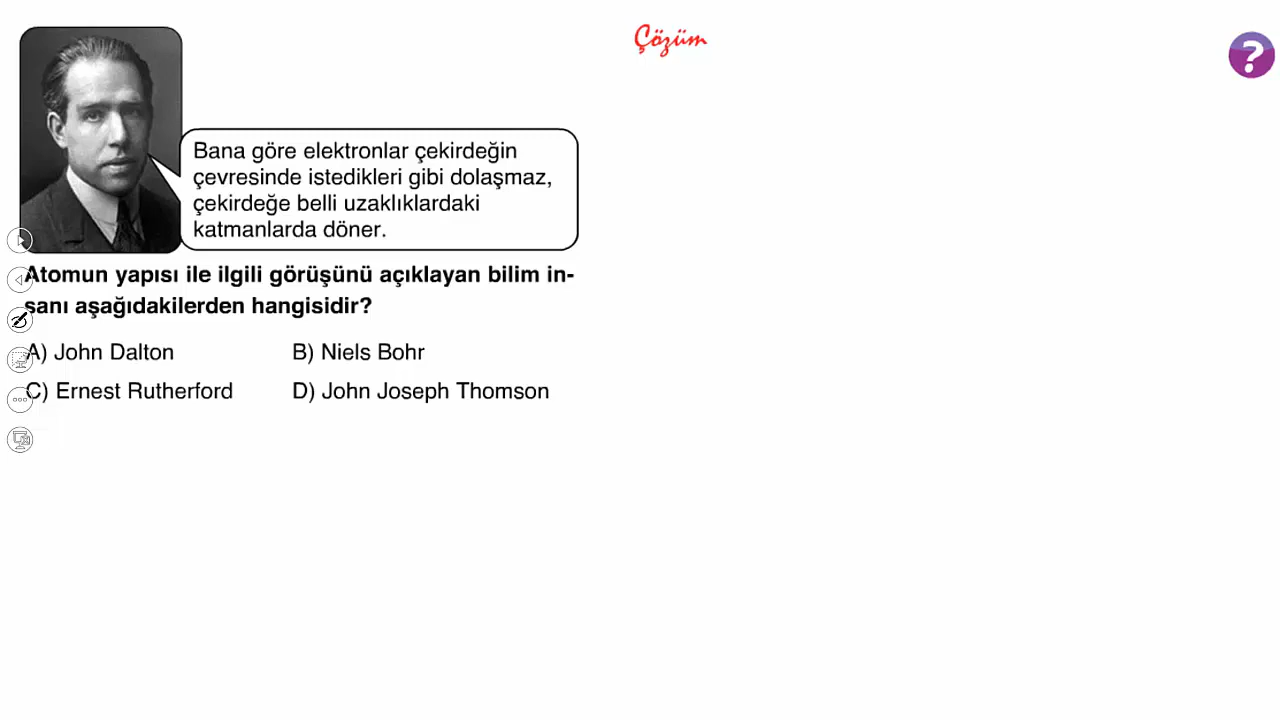 Çözüm
?
Bana göre elektronlar çekirdeğin
çevresinde istedikleri gibi dolaşmaz,
çekirdeğe belli uzaklıklardaki
katmanlarda döner.
Atomun yapısı ile ilgili görüşünü açıklayan bilim in-
sanı aşağıdakilerden hangisidir?
A) John Dalton B) Niels Bohr
C) Ernest Rutherford D) John Joseph Thomson